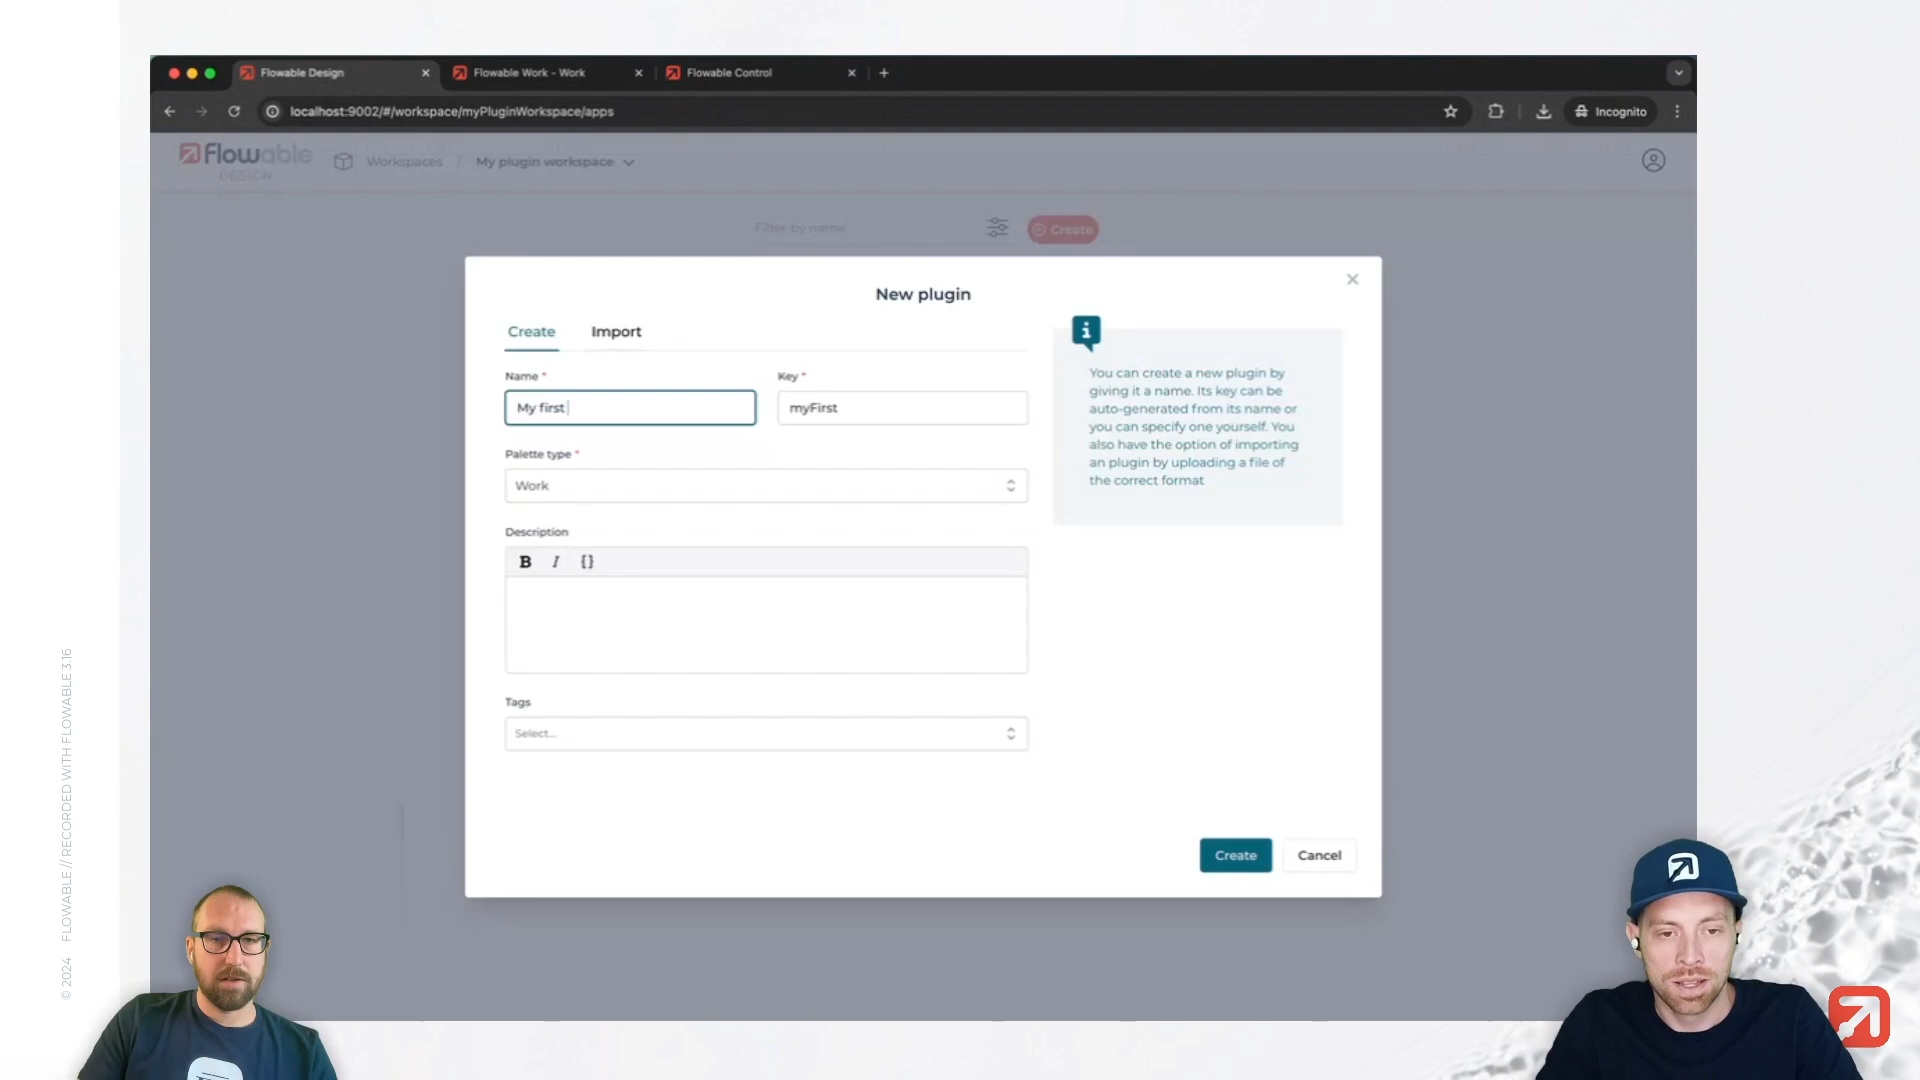 Flowable Design
Flowable Work - Work
Flowable Control
localhost:9002/#/workspace/myPluginWorkspace/apps
Incognito
Flowable
DESIGN
Workspaces / My plugin workspace
Filter by name
Create
New plugin
Create
Import
Name *
Key *
My first
myFirst
Palette type *
Work
Description
B I {}
Tags
Select...
You can create a new plugin by
giving it a name. Its key can be
auto-generated from its name or
you can specify one yourself. You
also have the option of importing
an plugin by uploading a file of
the correct format
Create
Cancel
© 2024 FLOWABLE // RECORDED WITH FLOWABLE 3.16